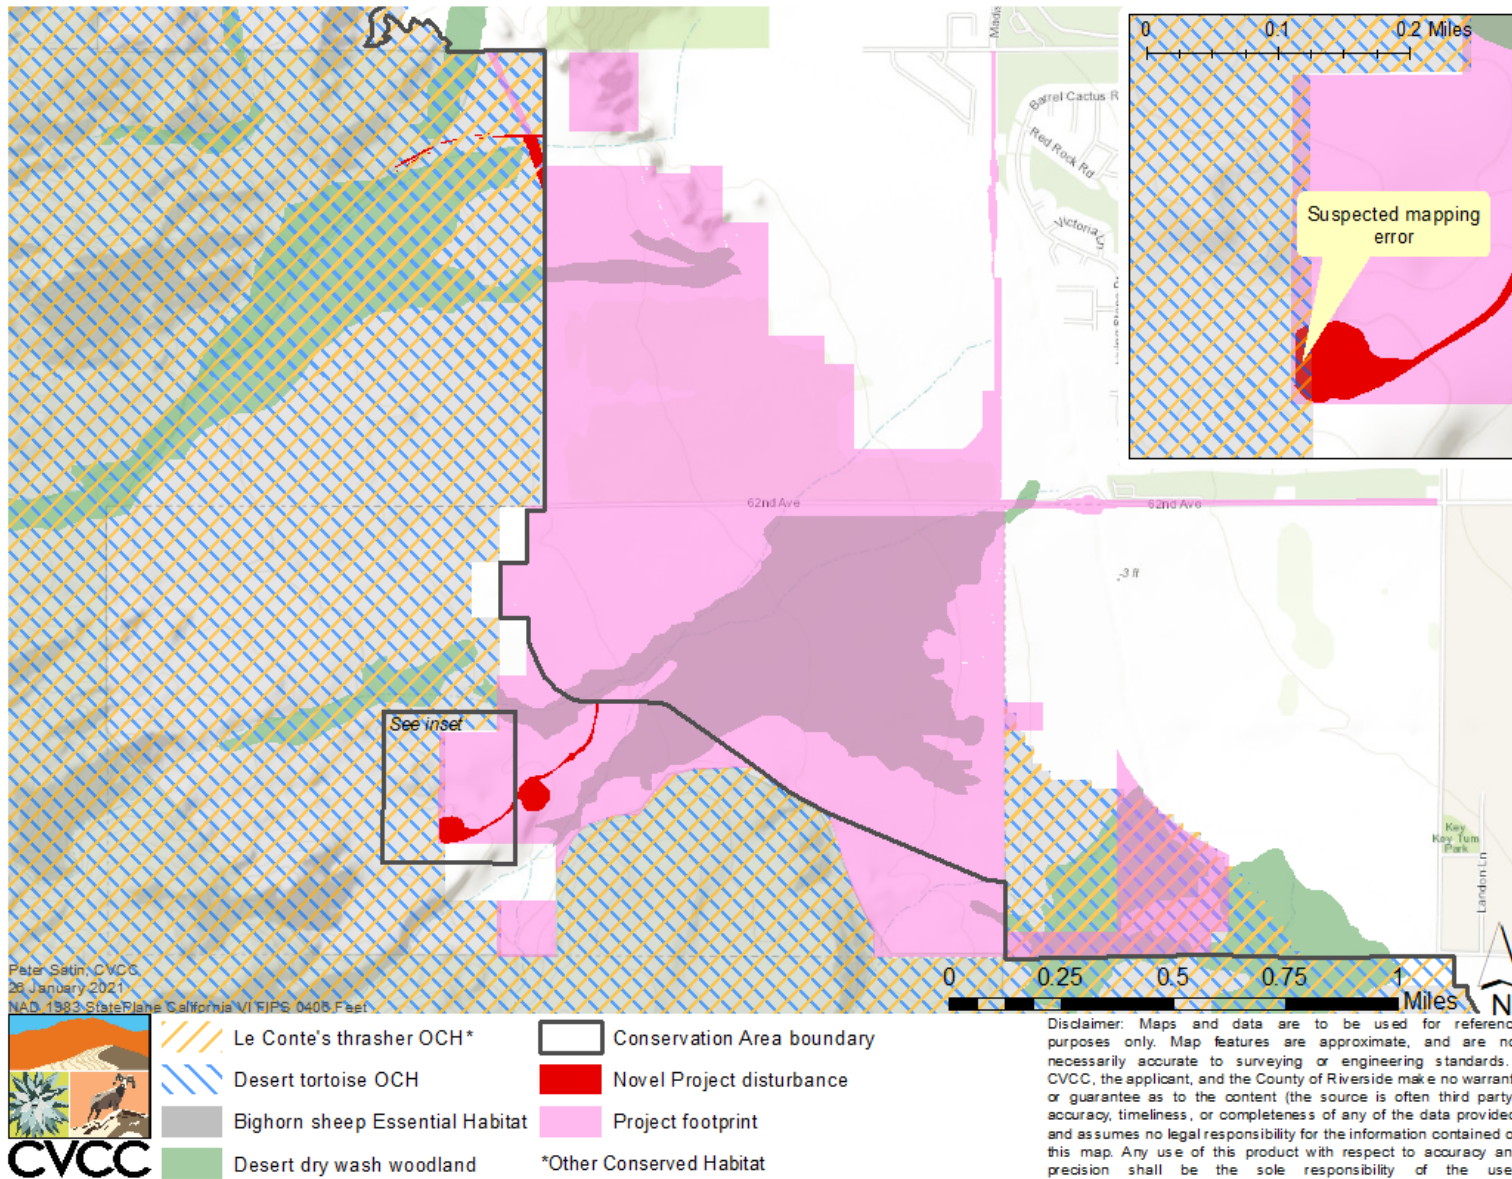 Madis
0 0.1 0.2 Miles
Barrel Cactus R
Red Rock Rd
Victoria Ln
Suspected mapping
error
62nd Ave
62nd Ave
-3 ft
See inset
Key
Koy Tum
Park
Landon Ln
Peter Satin, CVCC
26 January 2021
NAD 1983 StatePlane California VI FIPS 0406 Feet
0 0.25 0.5 0.75 1
Miles
N
CVCC
Le Conte's thrasher OCH*
Desert tortoise OCH
Bighorn sheep Essential Habitat
Desert dry wash woodland
Conservation Area boundary
Novel Project disturbance
Project footprint
*Other Conserved Habitat
Disclaimer: Maps and data are to be used for referenc
purposes only. Map features are approximate, and are no
necessarily accurate to surveying or engineering standards.
CVCC, the applicant, and the County of Riverside make no warrant
or guarantee as to the content (the source is often third party
accuracy, timeliness, or completeness of any of the data provided
and assumes no legal responsibility for the information contained o
this map. Any use of this product with respect to accuracy an
precision shall be the sole responsibility of the use